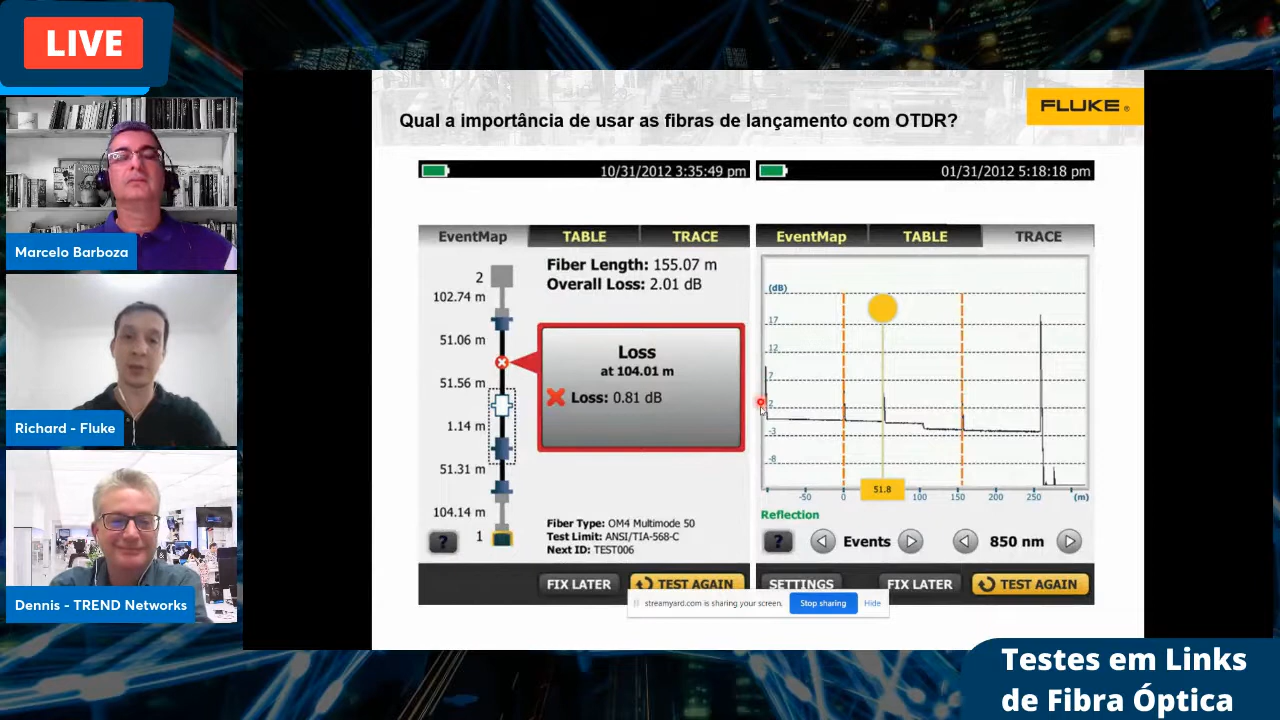 LIVE
Marcelo Barboza
Richard - Fluke
Dennis - TREND Networks
Qual a importância de usar as fibras de lançamento com OTDR?
FLUKE ®
10/31/2012 3:35:49 pm
EventMap TABLE TRACE
Fiber Length: 155.07 m
Overall Loss: 2.01 dB
2
102.74 m
51.06 m
51.56 m
1.14 m
51.31 m
104.14 m
1
Loss
at 104.01 m
Loss: 0.81 dB
Fiber Type: OM4 Multimode 50
Test Limit: ANSI/TIA-568-C
Next ID: TEST006
?
FIX LATER TEST AGAIN
01/31/2012 5:18:18 pm
EventMap TABLE TRACE
(dB)
17
12
7
2
-3
-8
-50 0 51.8 100 150 200 250 (m)
Reflection
? Events 850 nm
SETTINGS FIX LATER TEST AGAIN
streamyard.com is sharing your screen. Stop sharing Hide
Testes em Links
de Fibra Óptica